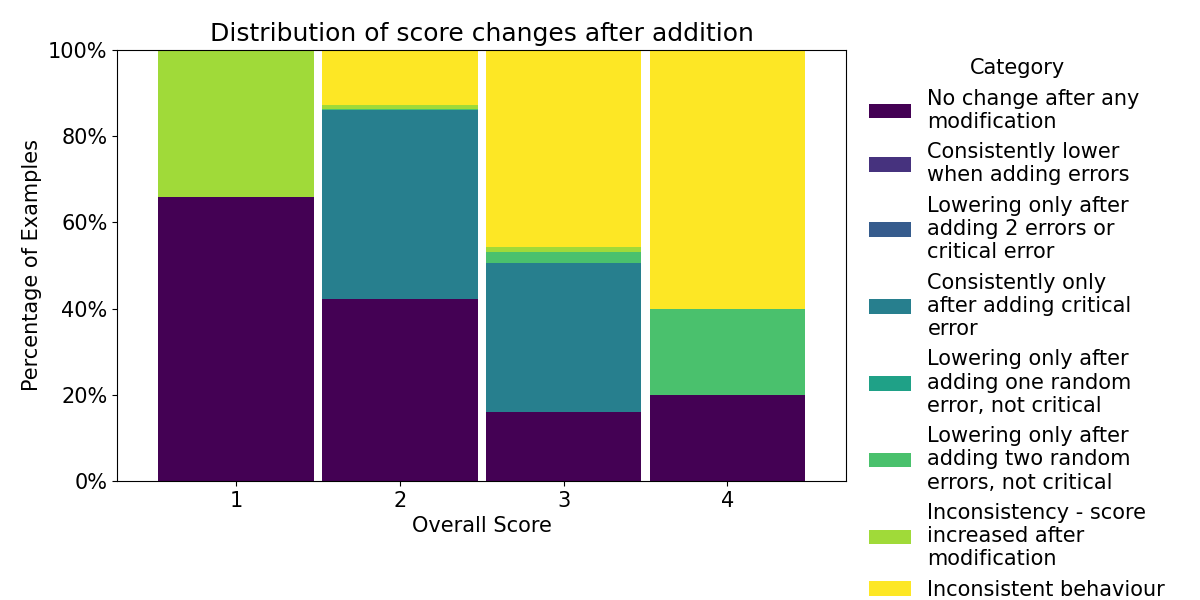 Distribution of score changes after addition
100%
80%
60%
40%
20%
0%
Percentage of Examples
1 2 3 4
Overall Score
Category
No change after any
modification
Consistently lower
when adding errors
Lowering only after
adding 2 errors or
critical error
Consistently only
after adding critical
error
Lowering only after
adding one random
error, not critical
Lowering only after
adding two random
errors, not critical
Inconsistency - score
increased after
modification
Inconsistent behaviour